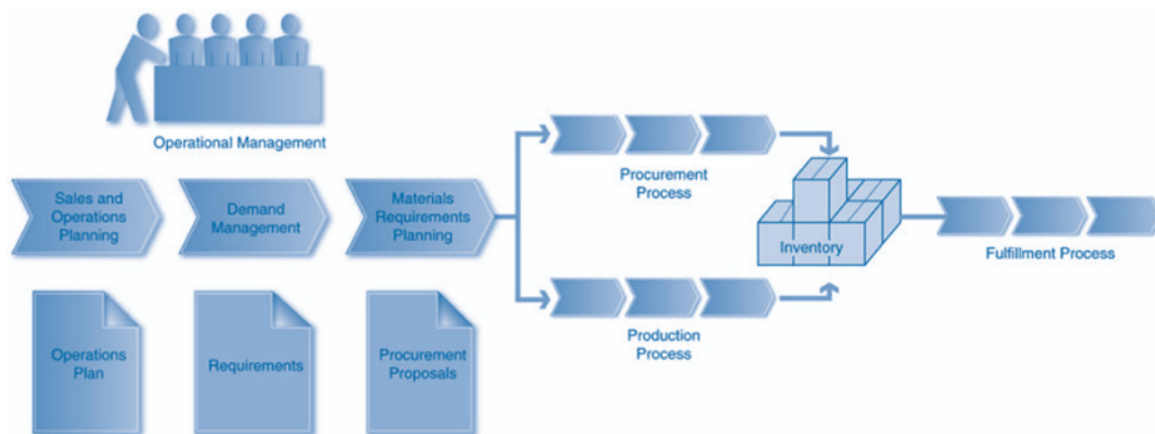 Operational Management
Sales and
Operations
Planning
Demand
Management
Materials
Requirements
Planning
Procurement
Process
Inventory
Fulfillment Process
Production
Process
Operations
Plan
Requirements
Procurement
Proposals